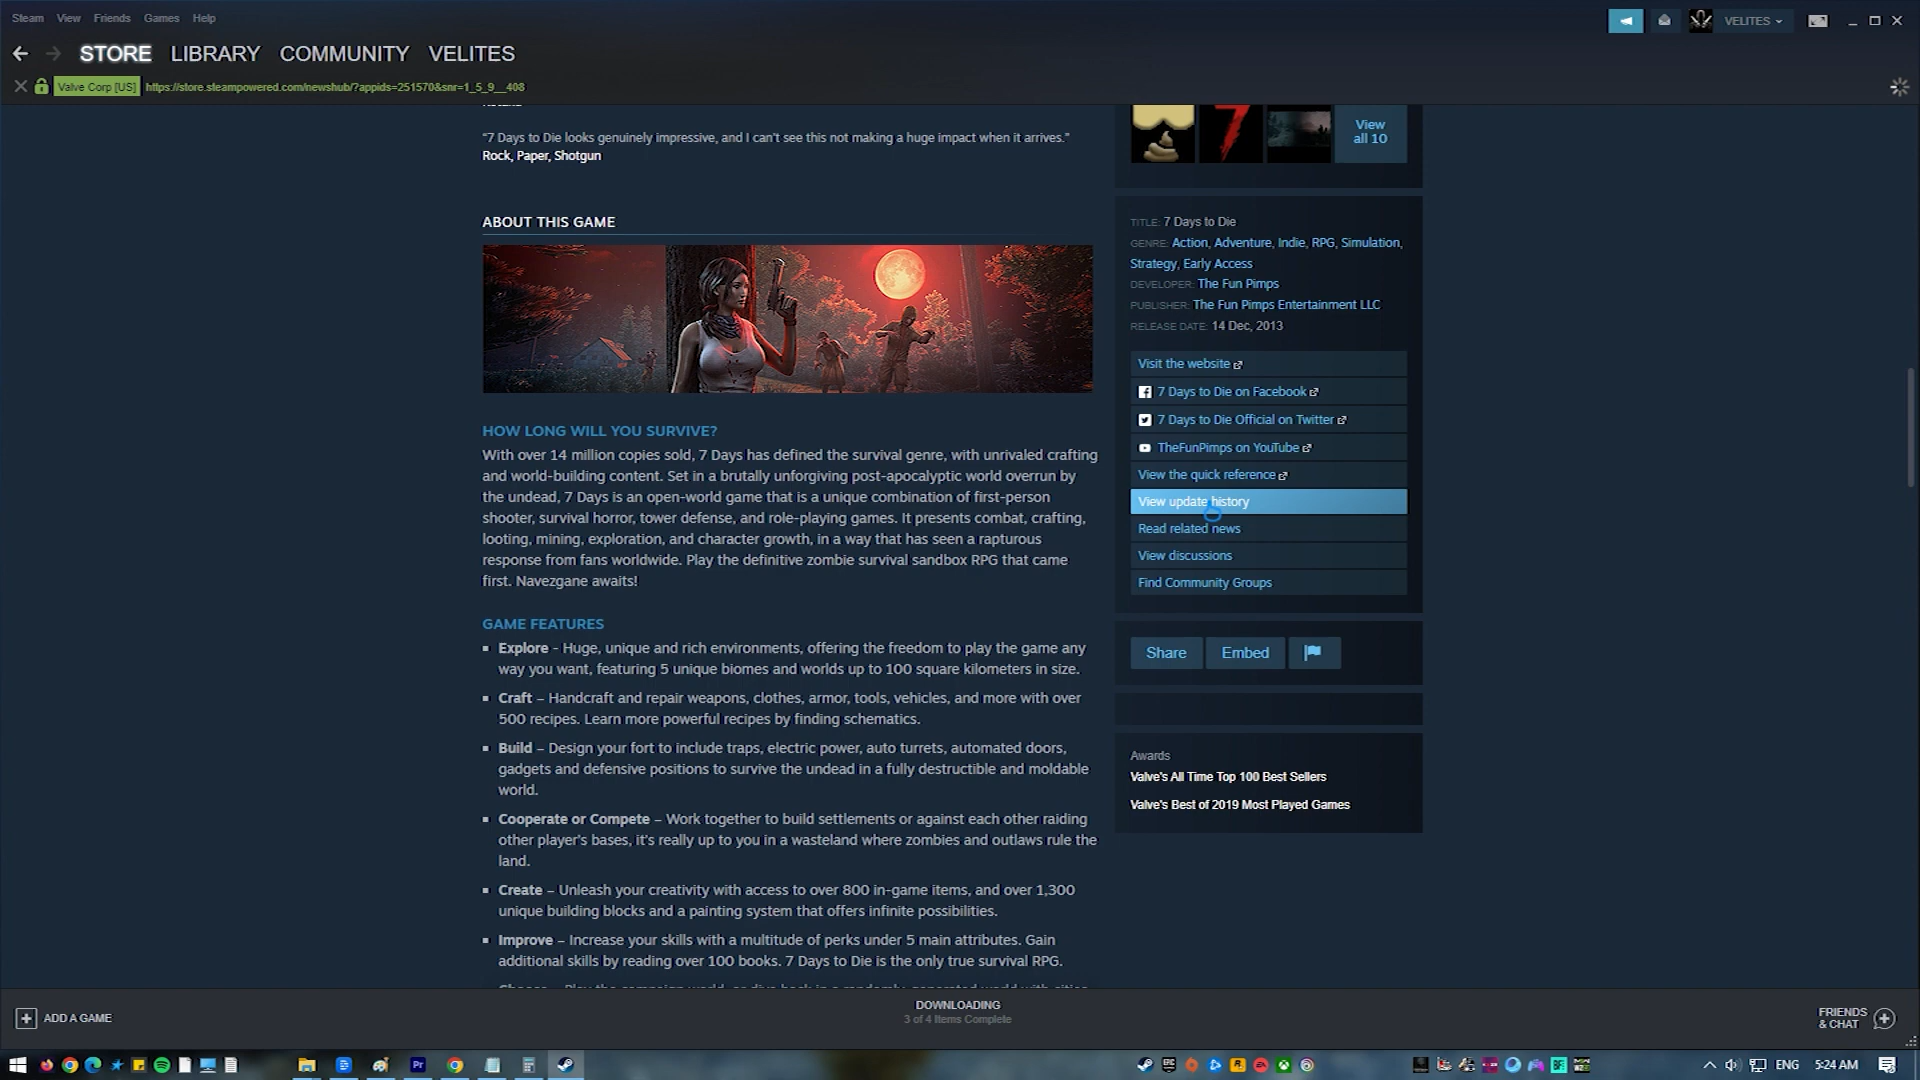 Steam View Friends Games Help
VELITES
STORE LIBRARY COMMUNITY VELITES
Valve Corp [US] https://store.steampowered.com/newshub/?appids=251570&snr=1_5_9__408
“7 Days to Die looks genuinely impressive, and I can't see this not making a huge impact when it arrives.”
Rock, Paper, Shotgun
ABOUT THIS GAME
HOW LONG WILL YOU SURVIVE?
With over 14 million copies sold, 7 Days has defined the survival genre, with unrivaled crafting
and world-building content. Set in a brutally unforgiving post-apocalyptic world overrun by
the undead, 7 Days is an open-world game that is a unique combination of first-person
shooter, survival horror, tower defense, and role-playing games. It presents combat, crafting,
looting, mining, exploration, and character growth, in a way that has seen a rapturous
response from fans worldwide. Play the definitive zombie survival sandbox RPG that came
first. Navezgane awaits!
GAME FEATURES
Explore - Huge, unique and rich environments, offering the freedom to play the game any
way you want, featuring 5 unique biomes and worlds up to 100 square kilometers in size.
Craft – Handcraft and repair weapons, clothes, armor, tools, vehicles, and more with over
500 recipes. Learn more powerful recipes by finding schematics.
Build – Design your fort to include traps, electric power, auto turrets, automated doors,
gadgets and defensive positions to survive the undead in a fully destructible and moldable
world.
Cooperate or Compete – Work together to build settlements or against each other raiding
other player's bases, it's really up to you in a wasteland where zombies and outlaws rule the
land.
Create – Unleash your creativity with access to over 800 in-game items, and over 1,300
unique building blocks and a painting system that offers infinite possibilities.
Improve – Increase your skills with a multitude of perks under 5 main attributes. Gain
additional skills by reading over 100 books. 7 Days to Die is the only true survival RPG.
7
View
all 10
TITLE: 7 Days to Die
GENRE: Action, Adventure, Indie, RPG, Simulation,
Strategy, Early Access
DEVELOPER: The Fun Pimps
PUBLISHER: The Fun Pimps Entertainment LLC
RELEASE DATE: 14 Dec, 2013
Visit the website
7 Days to Die on Facebook
7 Days to Die Official on Twitter
TheFunPimps on YouTube
View the quick reference
View update history
Read related news
View discussions
Find Community Groups
Share Embed
Awards
Valve's All Time Top 100 Best Sellers
Valve's Best of 2019 Most Played Games
ADD A GAME
DOWNLOADING
3 of 4 Items Complete
FRIENDS
& CHAT
Pr
ENG 5:24 AM